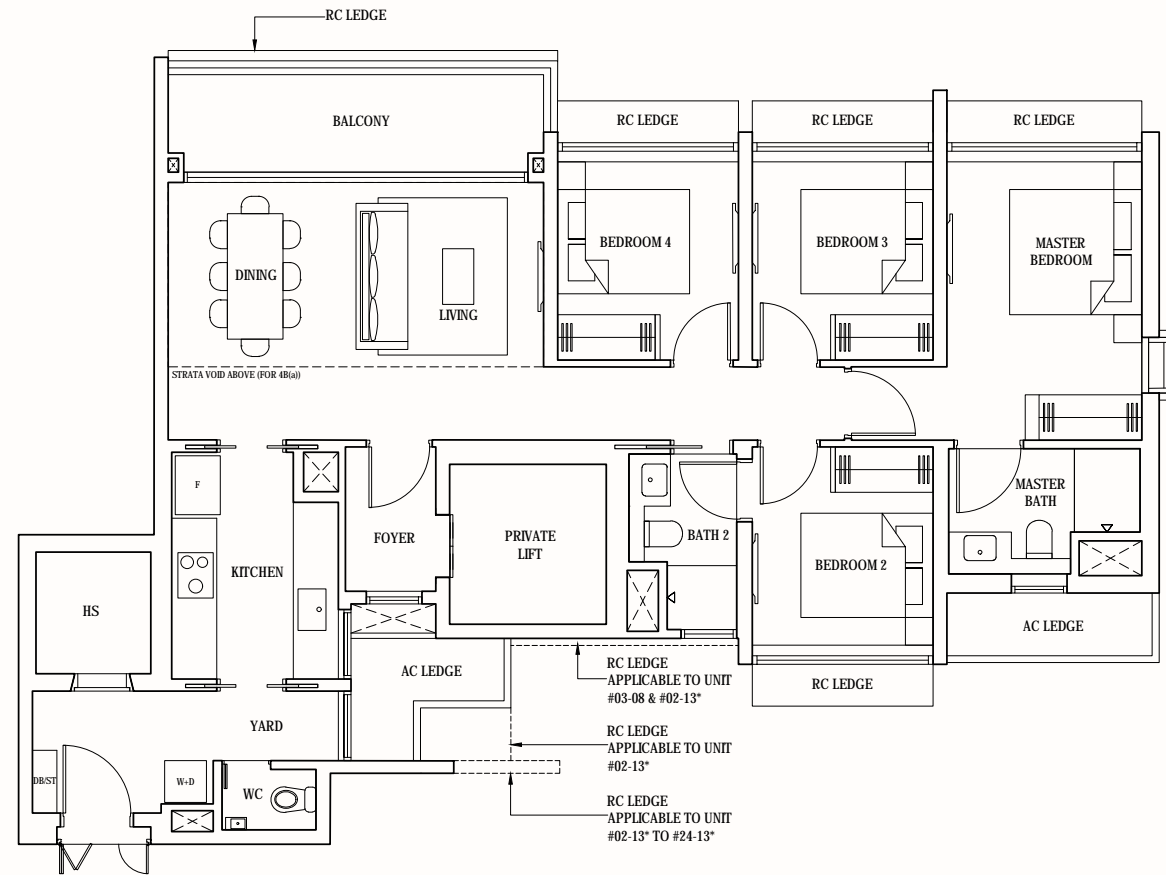 RC LEDGE
BALCONY
RC LEDGE
RC LEDGE
RC LEDGE
BEDROOM 4
BEDROOM 3
MASTER
BEDROOM
DINING
LIVING
STRATA VOID ABOVE (FOR 4B(a))
F
KITCHEN
FOYER
PRIVATE
LIFT
BATH 2
BEDROOM 2
MASTER
BATH
HS
AC LEDGE
AC LEDGE
RC LEDGE
RC LEDGE
APPLICABLE TO UNIT
#03-08 & #02-13*
YARD
RC LEDGE
APPLICABLE TO UNIT
#02-13*
DB/ST
W+D
WC
RC LEDGE
APPLICABLE TO UNIT
#02-13* TO #24-13*